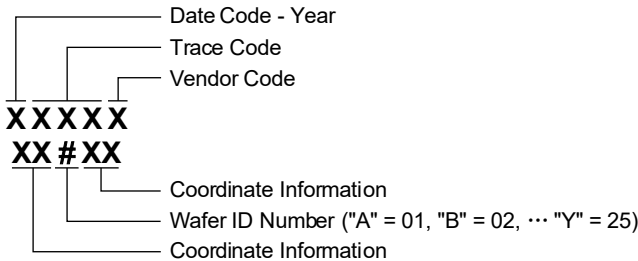 Date Code - Year
Trace Code
Vendor Code
XXXXX
XX#XX
Coordinate Information
Wafer ID Number ("A" = 01, "B" = 02, ··· "Y" = 25)
Coordinate Information